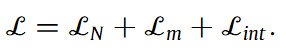 ℒ = ℒ_N + ℒ_m + ℒ_int.